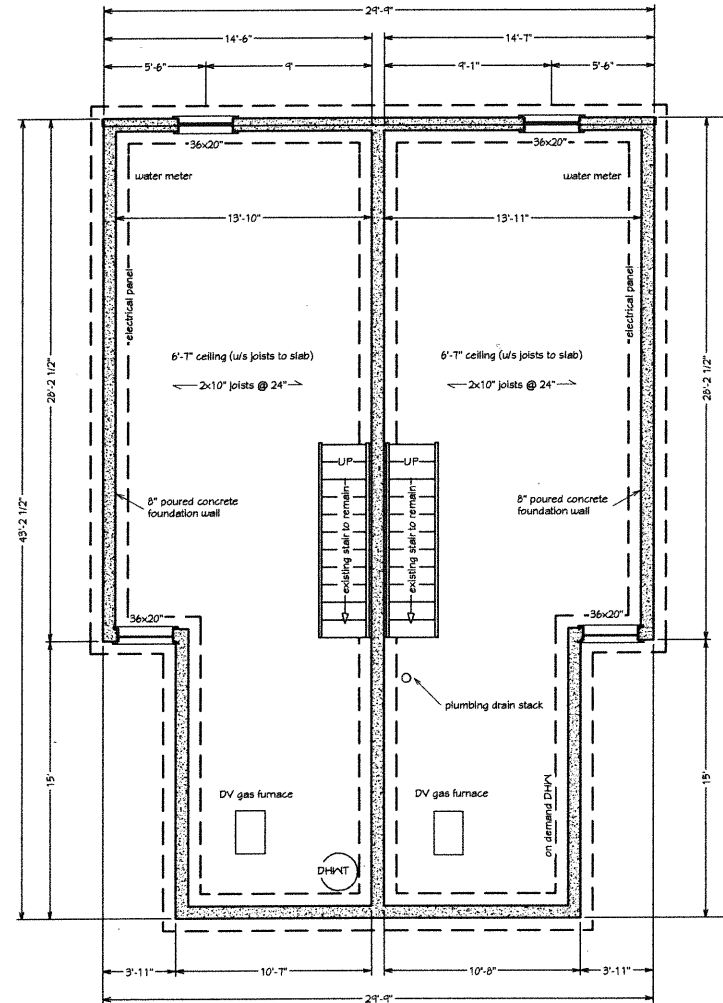 29'-9"
14'-6"
14'-7"
5'-6"
9'
9'-1"
5'-6"
36x20"
36x20"
water meter
water meter
13'-10"
13'-11"
electrical panel
electrical panel
6'-7" ceiling (u/s joists to slab)
6'-7" ceiling (u/s joists to slab)
2x10" joists @ 24"
2x10" joists @ 24"
28'-2 1/2"
28'-2 1/2"
43'-2 1/2"
UP
UP
8" poured concrete
foundation wall
8" poured concrete
foundation wall
existing stair to remain
existing stair to remain
36x20"
36x20"
plumbing drain stack
15'
15'
DV gas furnace
DV gas furnace
on demand DHW
DHWT
3'-11"
10'-7"
10'-8"
3'-11"
29'-9"